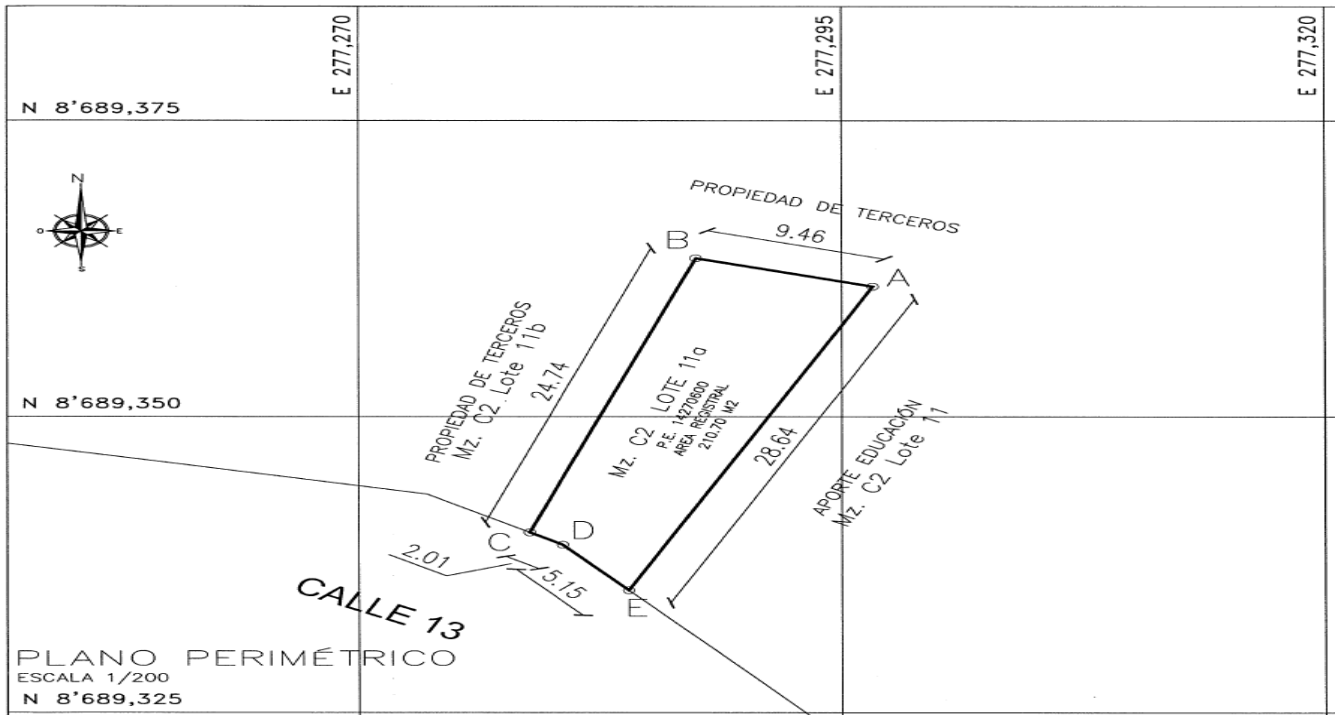 E 277,270
E 277,295
E 277,320
N 8'689,375
N
O
E
S
PROPIEDAD DE TERCEROS
9.46
B
A
PROPIEDAD DE TERCEROS
Mz. C2 Lote 11b
24.74
Mz. C2 LOTE 11a
P.E. 14270600
AREA REGISTRAL
210.70 M2
28.64
APORTE EDUCACIÓN
Mz. C2 Lote 11
N 8'689,350
C
D
2.01
5.15
E
CALLE 13
PLANO PERIMÉTRICO
ESCALA 1/200
N 8'689,325